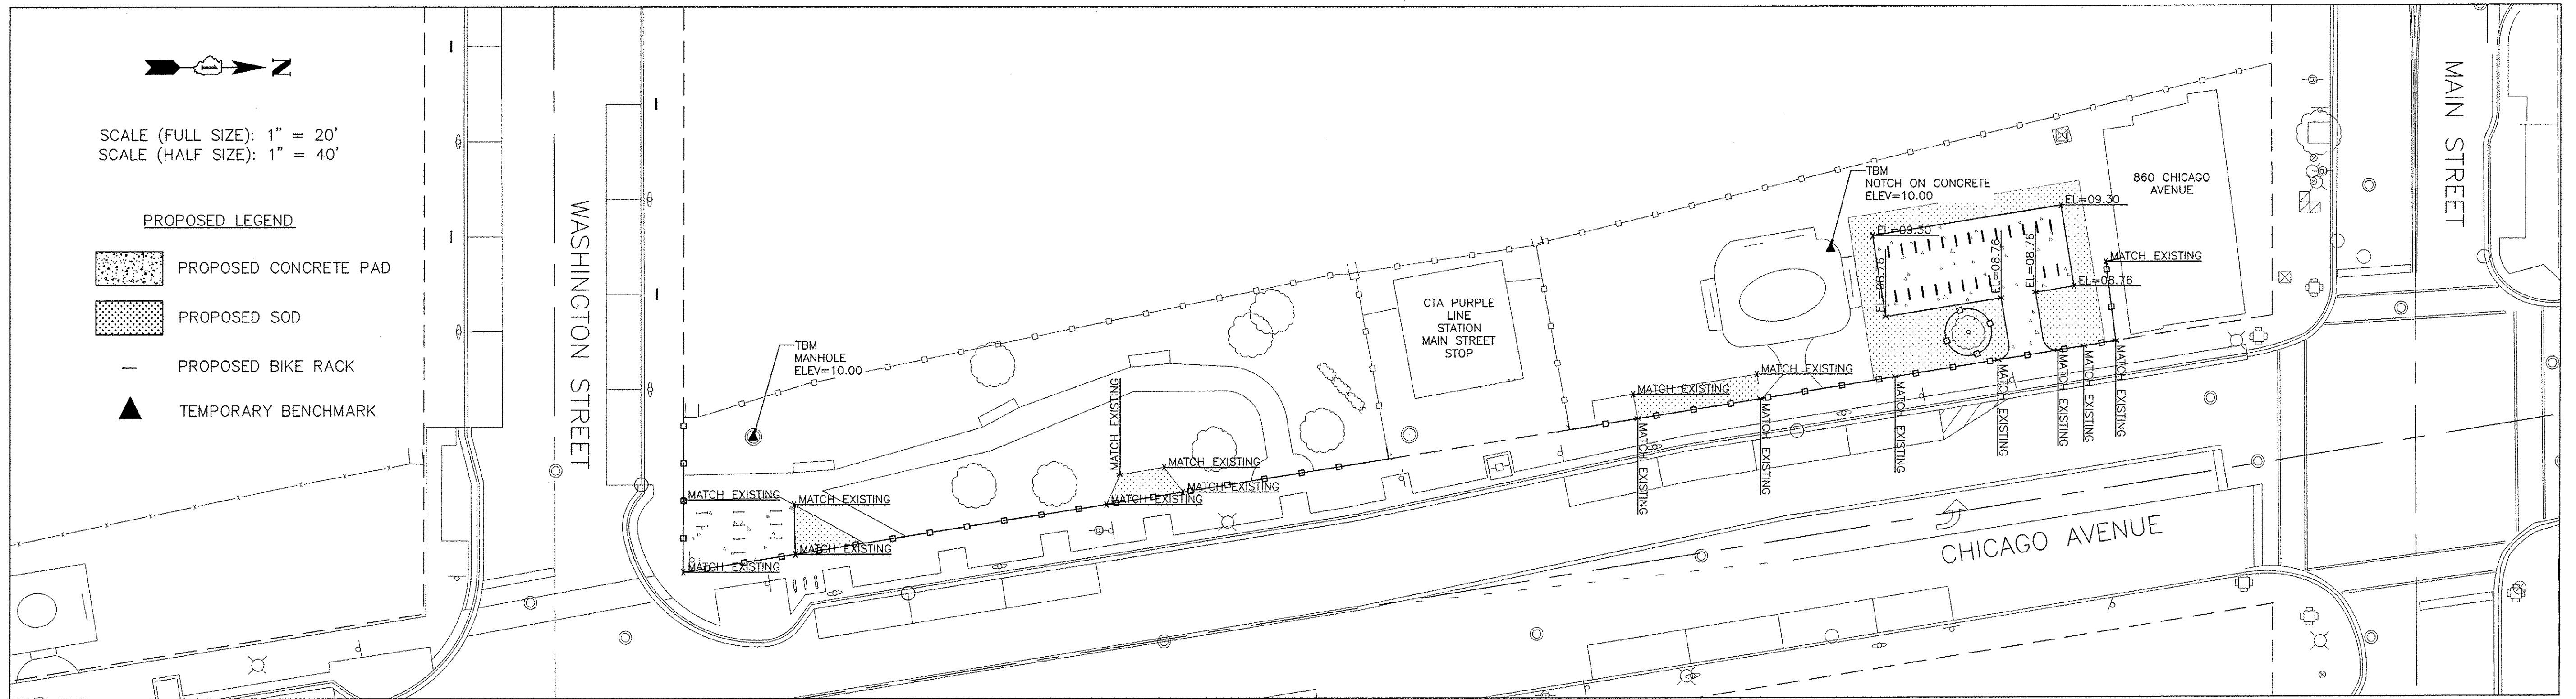 N
SCALE (FULL SIZE): 1" = 20'
SCALE (HALF SIZE): 1" = 40'
PROPOSED LEGEND
PROPOSED CONCRETE PAD
PROPOSED SOD
PROPOSED BIKE RACK
TEMPORARY BENCHMARK
WASHINGTON STREET
TBM
MANHOLE
ELEV=10.00
MATCH EXISTING
MATCH EXISTING
MATCH EXISTING
MATCH EXISTING
MATCH EXISTING
MATCH EXISTING
MATCH EXISTING
MATCH EXISTING
CTA PURPLE
LINE
STATION
MAIN STREET
STOP
MATCH EXISTING
MATCH EXISTING
MATCH EXISTING
MATCH EXISTING
TBM
NOTCH ON CONCRETE
ELEV=10.00
EL=09.30
EL=09.30
EL=08.76
EL=08.76
EL=08.76
EL=08.76
MATCH EXISTING
MATCH EXISTING
MATCH EXISTING
MATCH EXISTING
MATCH EXISTING
MATCH EXISTING
860 CHICAGO
AVENUE
MAIN STREET
CHICAGO AVENUE